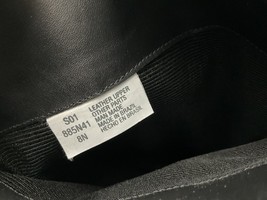 S01
885N41
8N
LEATHER UPPER
OTHER PARTS
MAN MADE
MADE IN BRAZIL
HECHO EN BRASIL